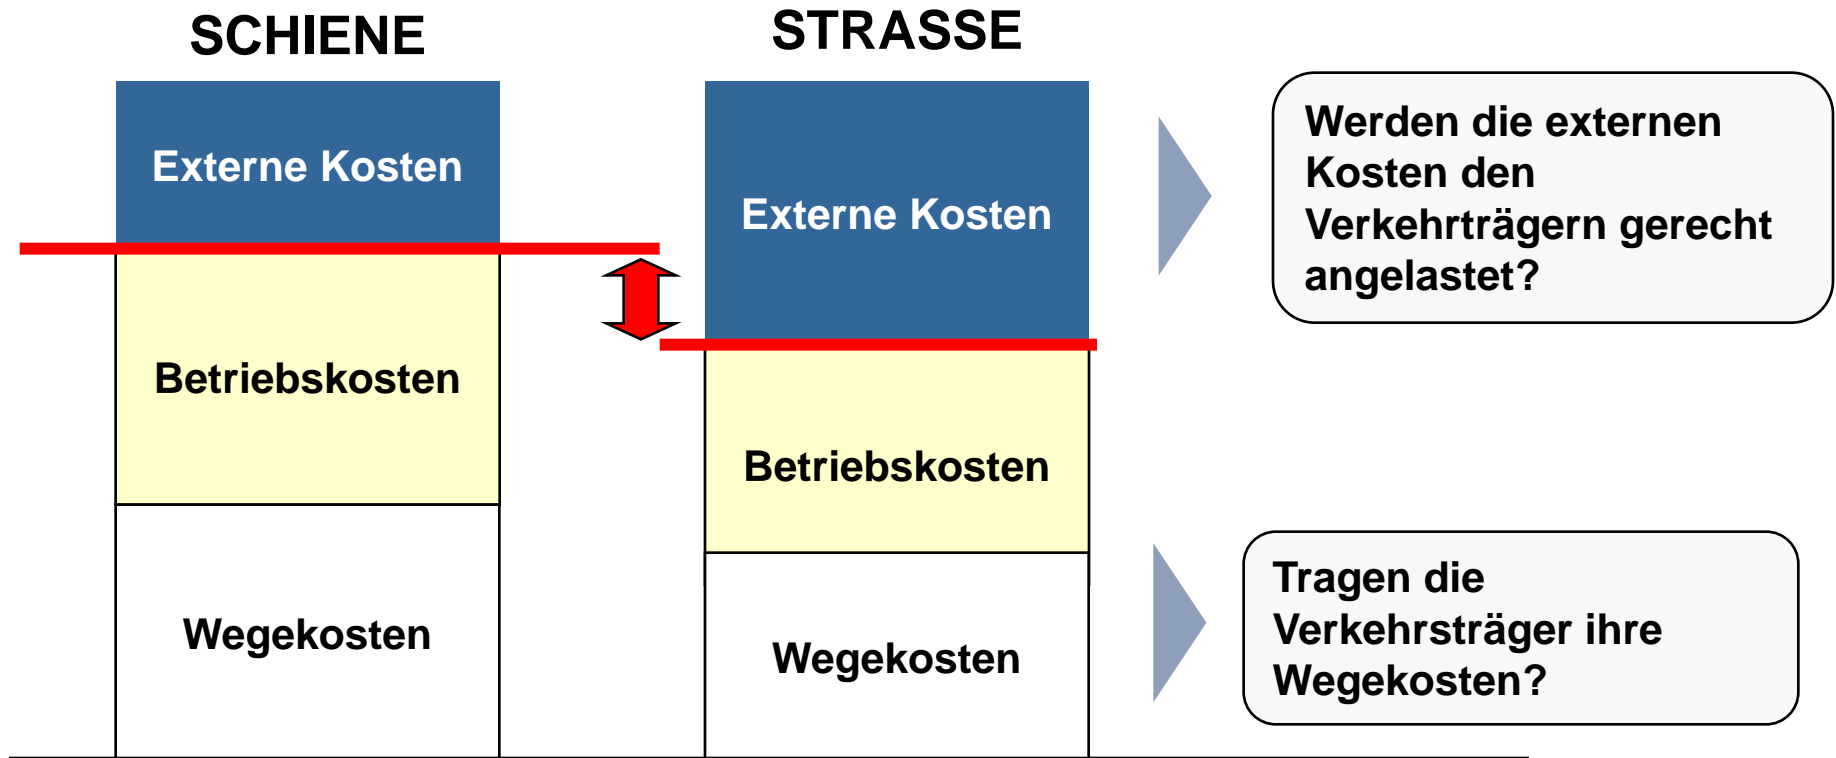 SCHIENE
STRASSE
Externe Kosten
Betriebskosten
Wegekosten
Externe Kosten
Betriebskosten
Wegekosten
Werden die externen
Kosten den
Verkehrträgern gerecht
angelastet?
Tragen die
Verkehrsträger ihre
Wegekosten?